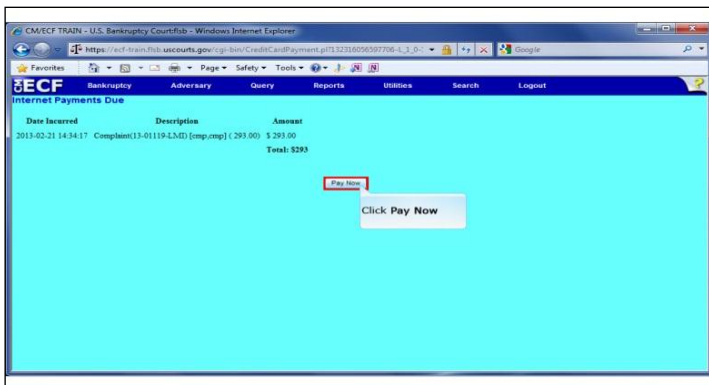 CM/ECF TRAIN - U.S. Bankruptcy Court:flsb - Windows Internet Explorer
https://ecf-train.flsb.uscourts.gov/cgi-bin/CreditCardPayment.pl?132316056597706-L_1_0-1
Google
Favorites Page Safety Tools
ECF Bankruptcy Adversary Query Reports Utilities Search Logout
Internet Payments Due
Date Incurred Description Amount
2013-02-21 14:34:17 Complaint(13-01119-LMI) [cmp,cmp] ( 293.00) $ 293.00
Total: $293
Pay Now
Click Pay Now